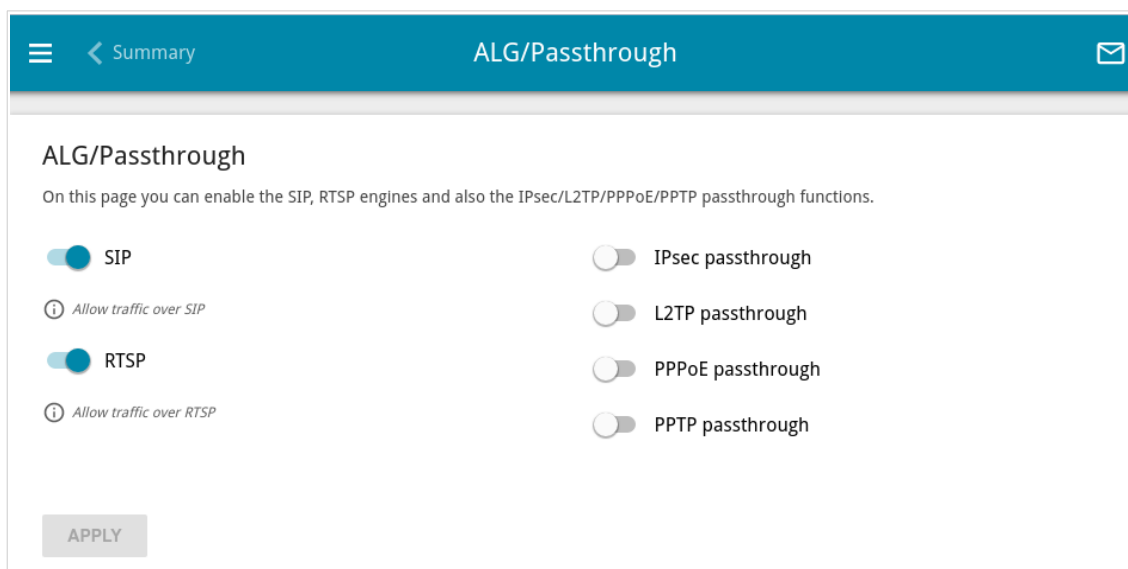 Summary
ALG/Passthrough
ALG/Passthrough
On this page you can enable the SIP, RTSP engines and also the IPsec/L2TP/PPPoE/PPTP passthrough functions.
SIP
Allow traffic over SIP
RTSP
Allow traffic over RTSP
IPsec passthrough
L2TP passthrough
PPPoE passthrough
PPTP passthrough
APPLY